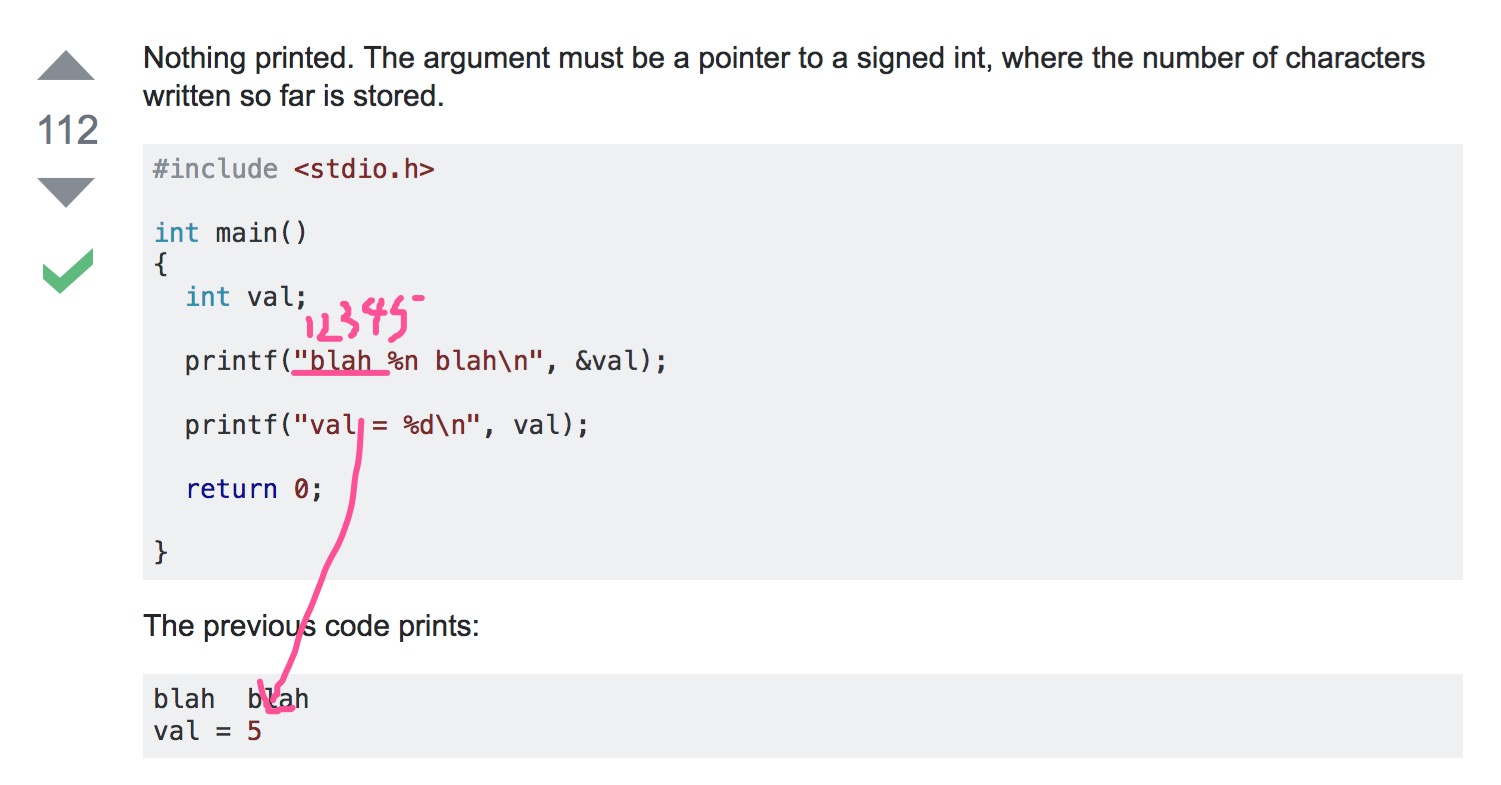 Nothing printed. The argument must be a pointer to a signed int, where the number of characters
written so far is stored.
112
#include <stdio.h>
int main()
{
int val;
12345
printf("blah %n blah\n", &val);
printf("val = %d\n", val);
return 0;
}
The previous code prints:
blah  blah
val = 5